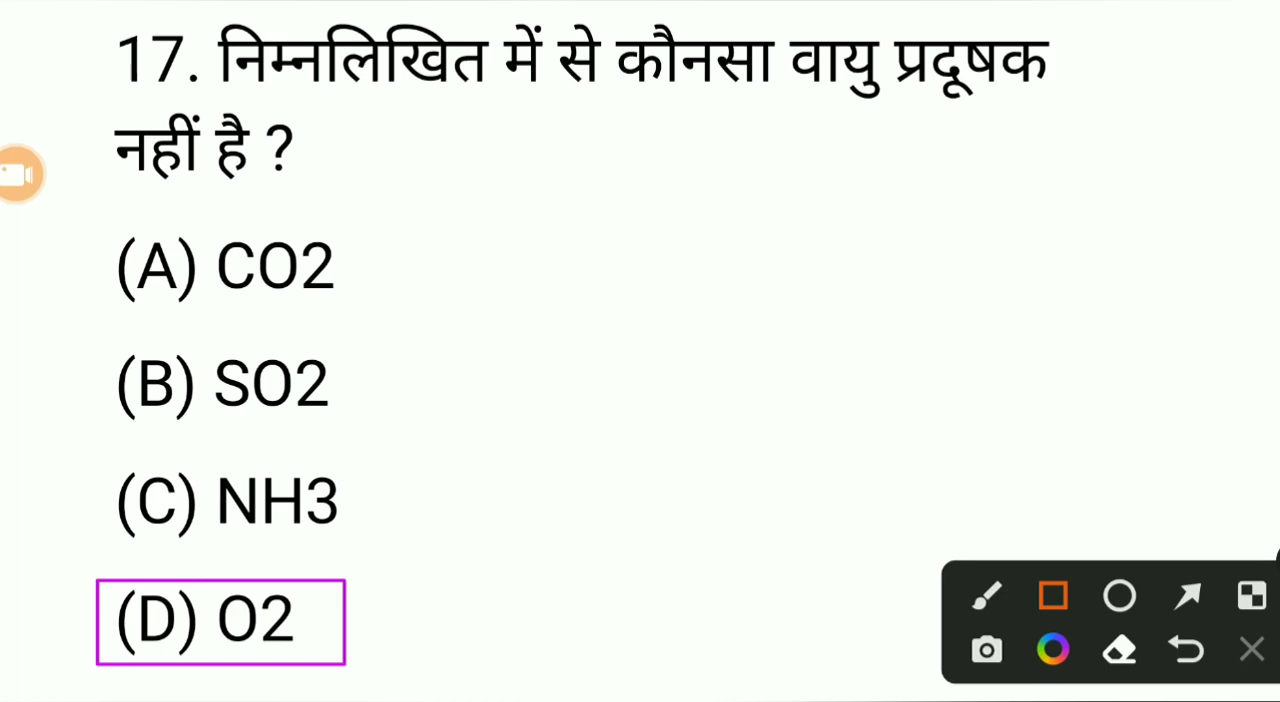 17. निम्नलिखित में से कौनसा वायु प्रदूषक
नहीं है ?
(A) CO2
(B) SO2
(C) NH3
(D) O2